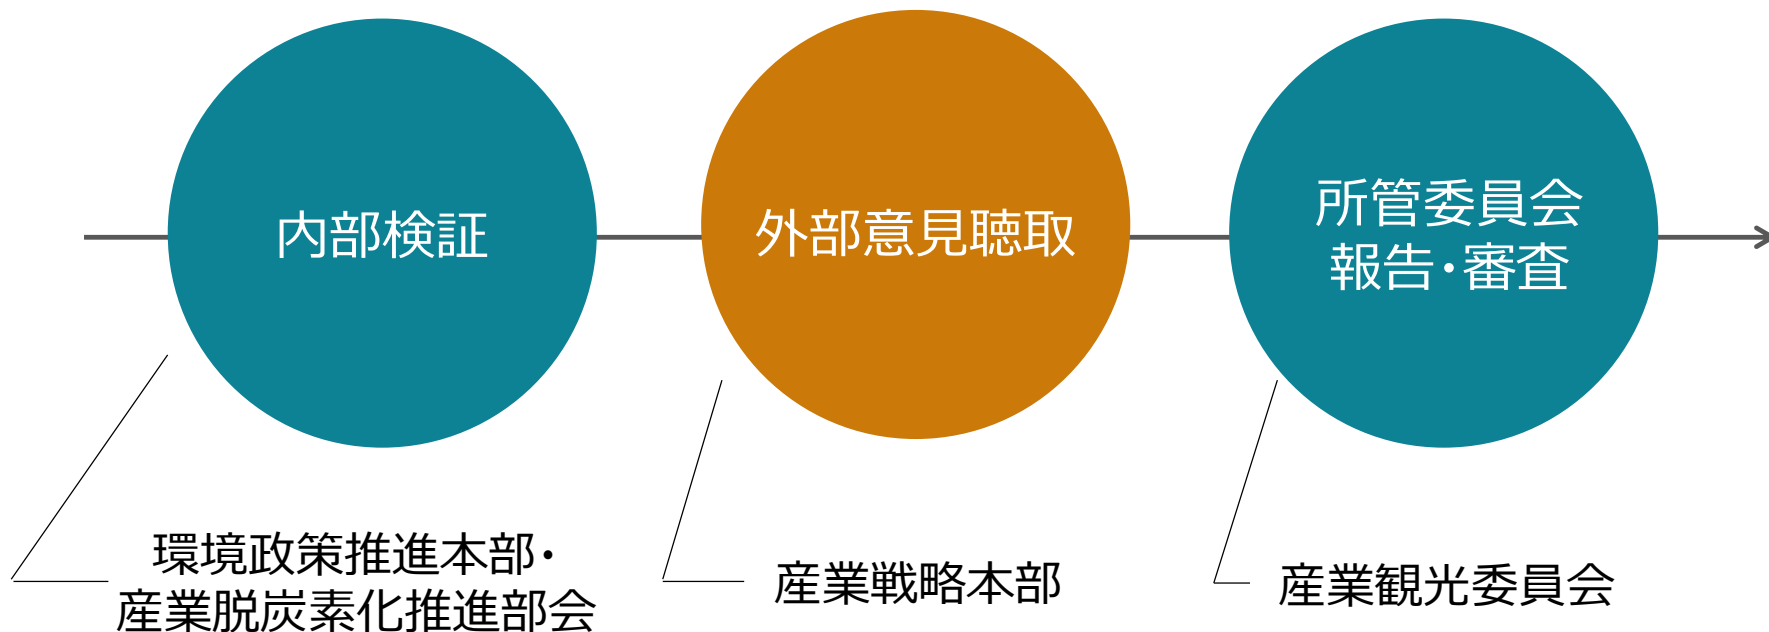 内部検証
外部意見聴取
所管委員会
報告・審査
環境政策推進本部・
産業脱炭素化推進部会
産業戦略本部
産業観光委員会